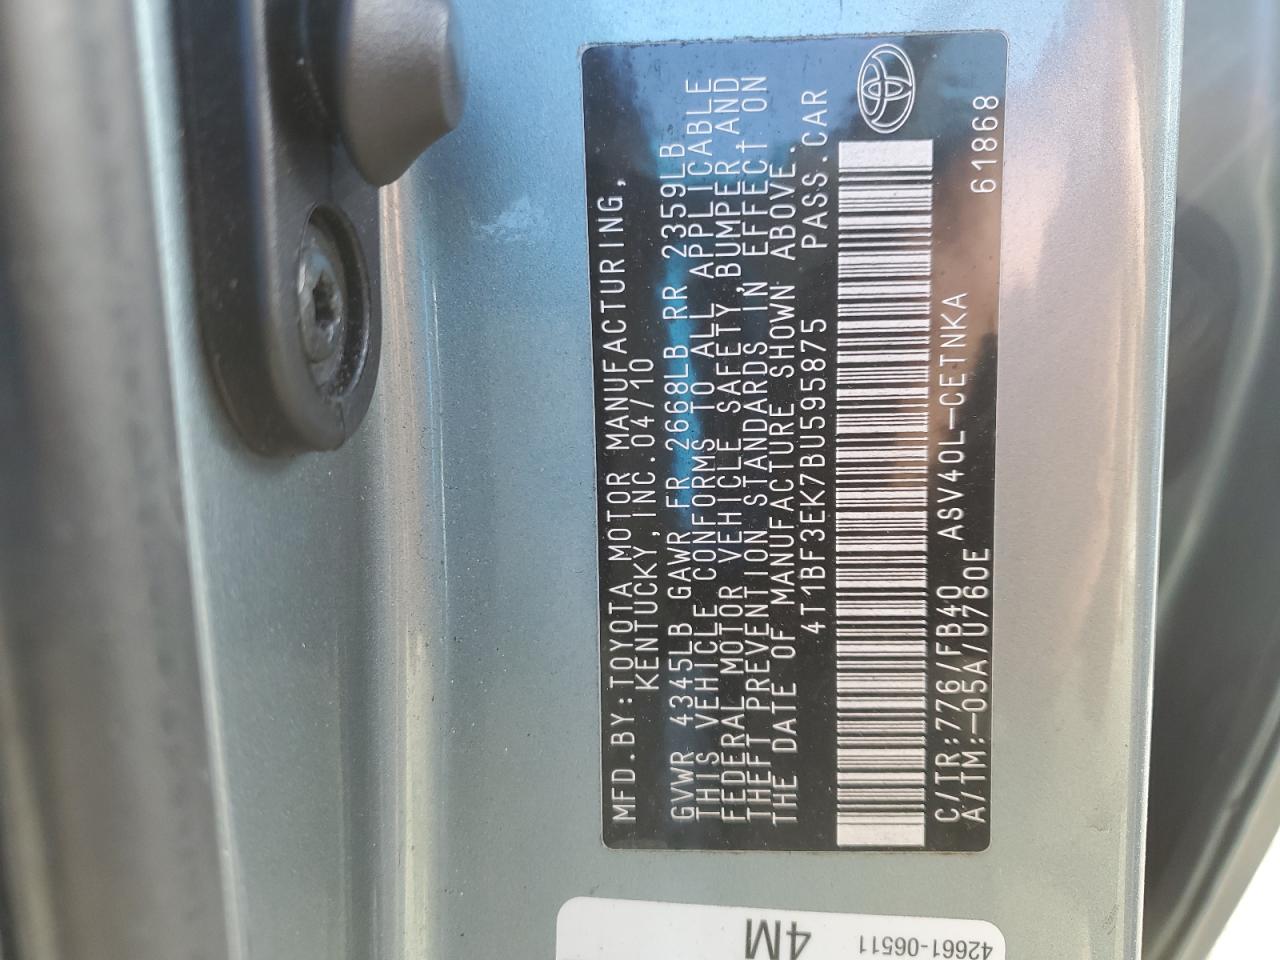 MFD.BY:TOYOTA MOTOR MANUFACTURING,
KENTUCKY,INC.04/10
GVWR 4345LB GAWR FR 2668LB RR 2359LB
THIS VEHICLE CONFORMS TO ALL APPLICABLE
FEDERAL MOTOR VEHICLE SAFETY,BUMPER,AND
THEFT PREVENTION STANDARDS IN EFFECT ON
THE DATE OF MANUFACTURE SHOWN ABOVE.
4T1BF3EK7BU595875 PASS.CAR
C/TR:776/FB40 ASV40L-CETNKA
A/TM:-05A/U760E 61868
4M
42661-06511